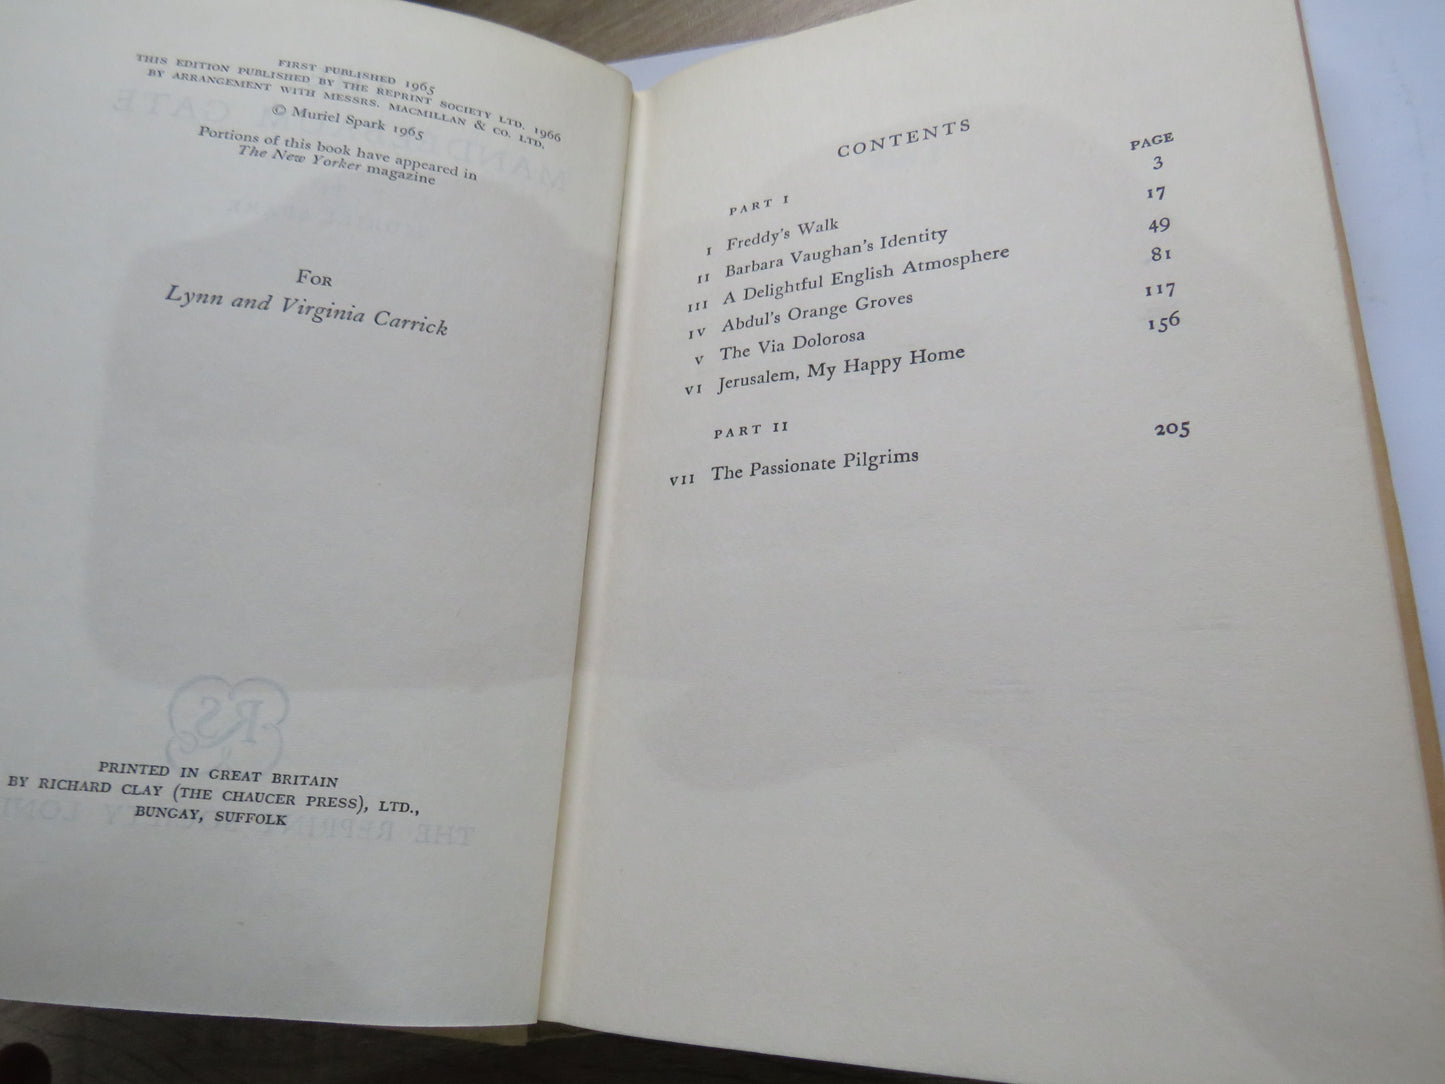 FIRST PUBLISHED 1965
THIS EDITION PUBLISHED BY THE REPRINT SOCIETY LTD. 1966
BY ARRANGEMENT WITH MESSRS. MACMILLAN & CO. LTD.
© Muriel Spark 1965
Portions of this book have appeared in
The New Yorker magazine
FOR
Lynn and Virginia Carrick
RS
PRINTED IN GREAT BRITAIN
BY RICHARD CLAY (THE CHAUCER PRESS), LTD.,
BUNGAY, SUFFOLK
CONTENTS
PAGE
PART I
I Freddy's Walk 3
II Barbara Vaughan's Identity 17
III A Delightful English Atmosphere 49
IV Abdul's Orange Groves 81
V The Via Dolorosa 117
VI Jerusalem, My Happy Home 156
PART II
VII The Passionate Pilgrims 205